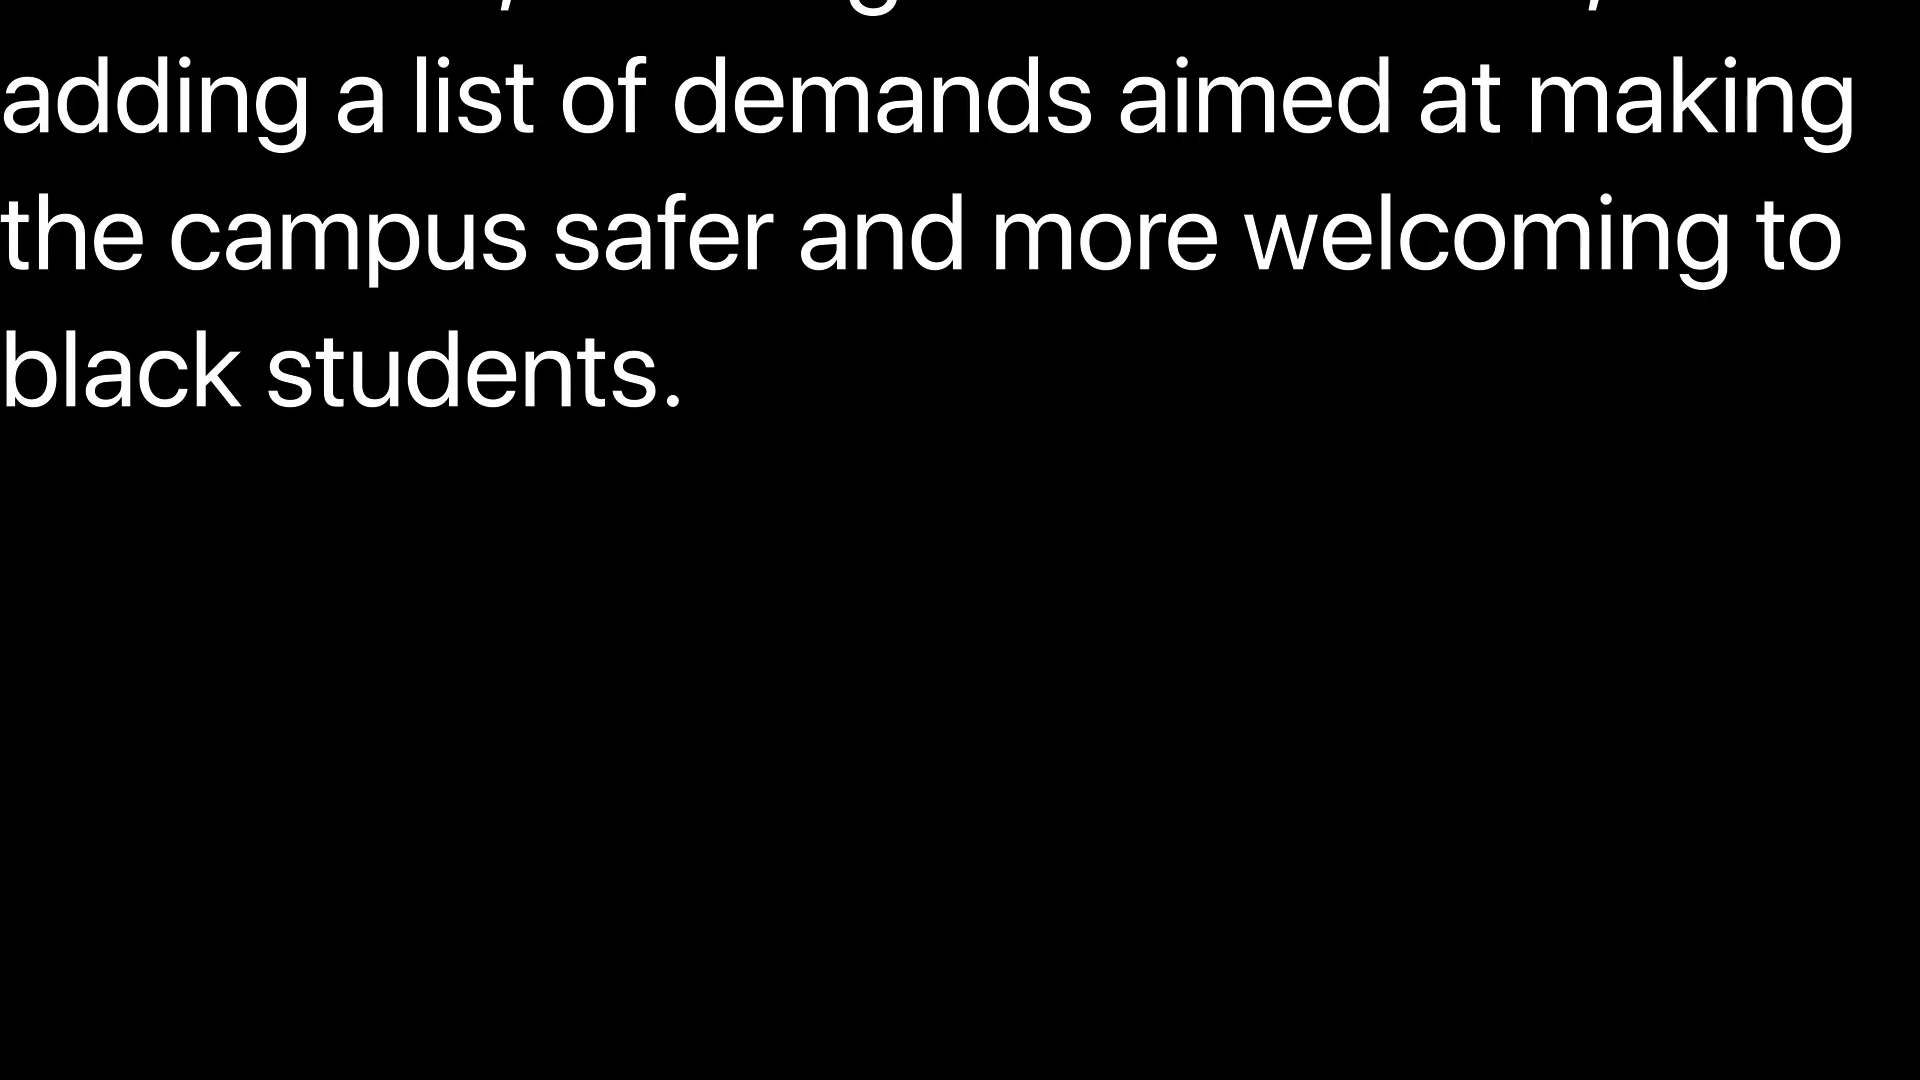 adding a list of demands aimed at making
the campus safer and more welcoming to
black students.